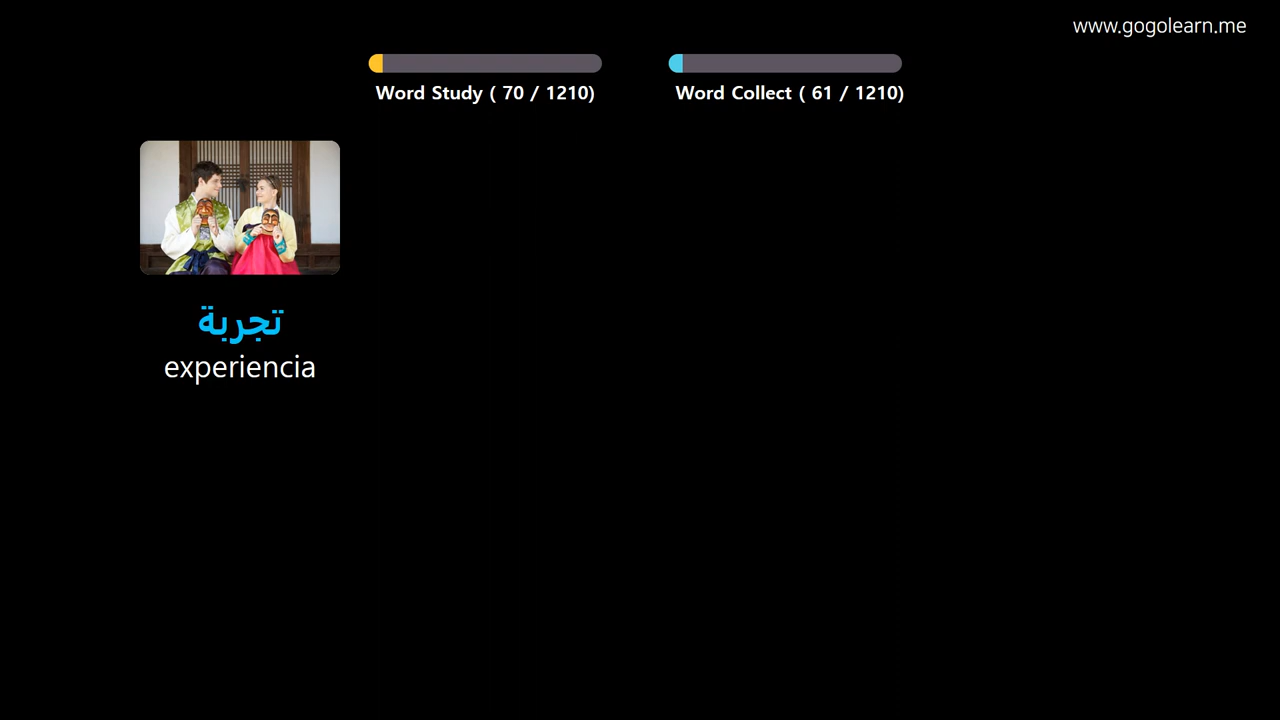 www.gogolearn.me
Word Study ( 70 / 1210)
Word Collect ( 61 / 1210)
تجربة
experiencia